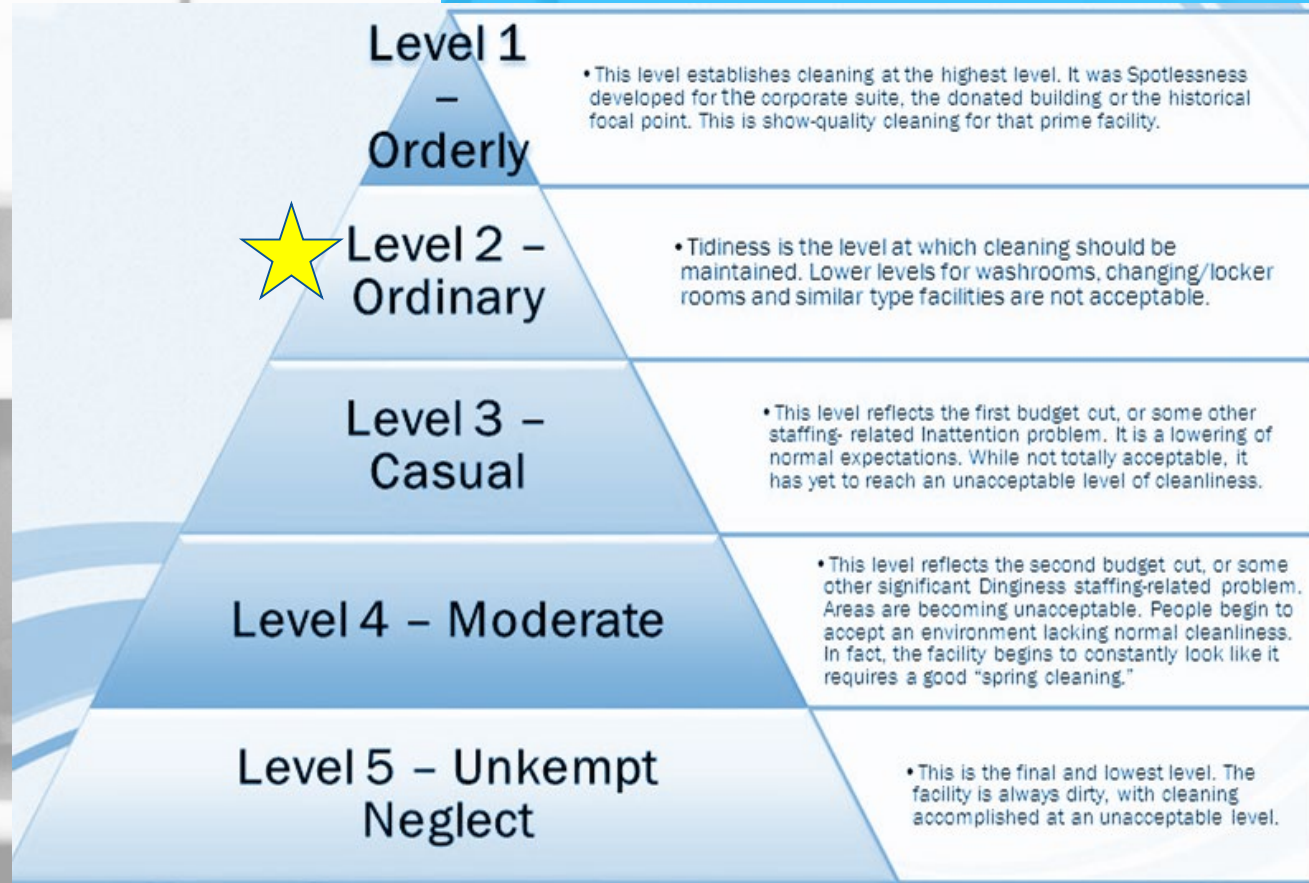 Level 1
–
Orderly
• This level establishes cleaning at the highest level. It was Spotlessness
developed for the corporate suite, the donated building or the historical
focal point. This is show-quality cleaning for that prime facility.
Level 2 –
Ordinary
• Tidiness is the level at which cleaning should be
maintained. Lower levels for washrooms, changing/locker
rooms and similar type facilities are not acceptable.
Level 3 –
Casual
• This level reflects the first budget cut, or some other
staffing- related Inattention problem. It is a lowering of
normal expectations. While not totally acceptable, it
has yet to reach an unacceptable level of cleanliness.
Level 4 – Moderate
• This level reflects the second budget cut, or some
other significant Dinginess staffing-related problem.
Areas are becoming unacceptable. People begin to
accept an environment lacking normal cleanliness.
In fact, the facility begins to constantly look like it
requires a good “spring cleaning.”
Level 5 – Unkempt
Neglect
• This is the final and lowest level. The
facility is always dirty, with cleaning
accomplished at an unacceptable level.